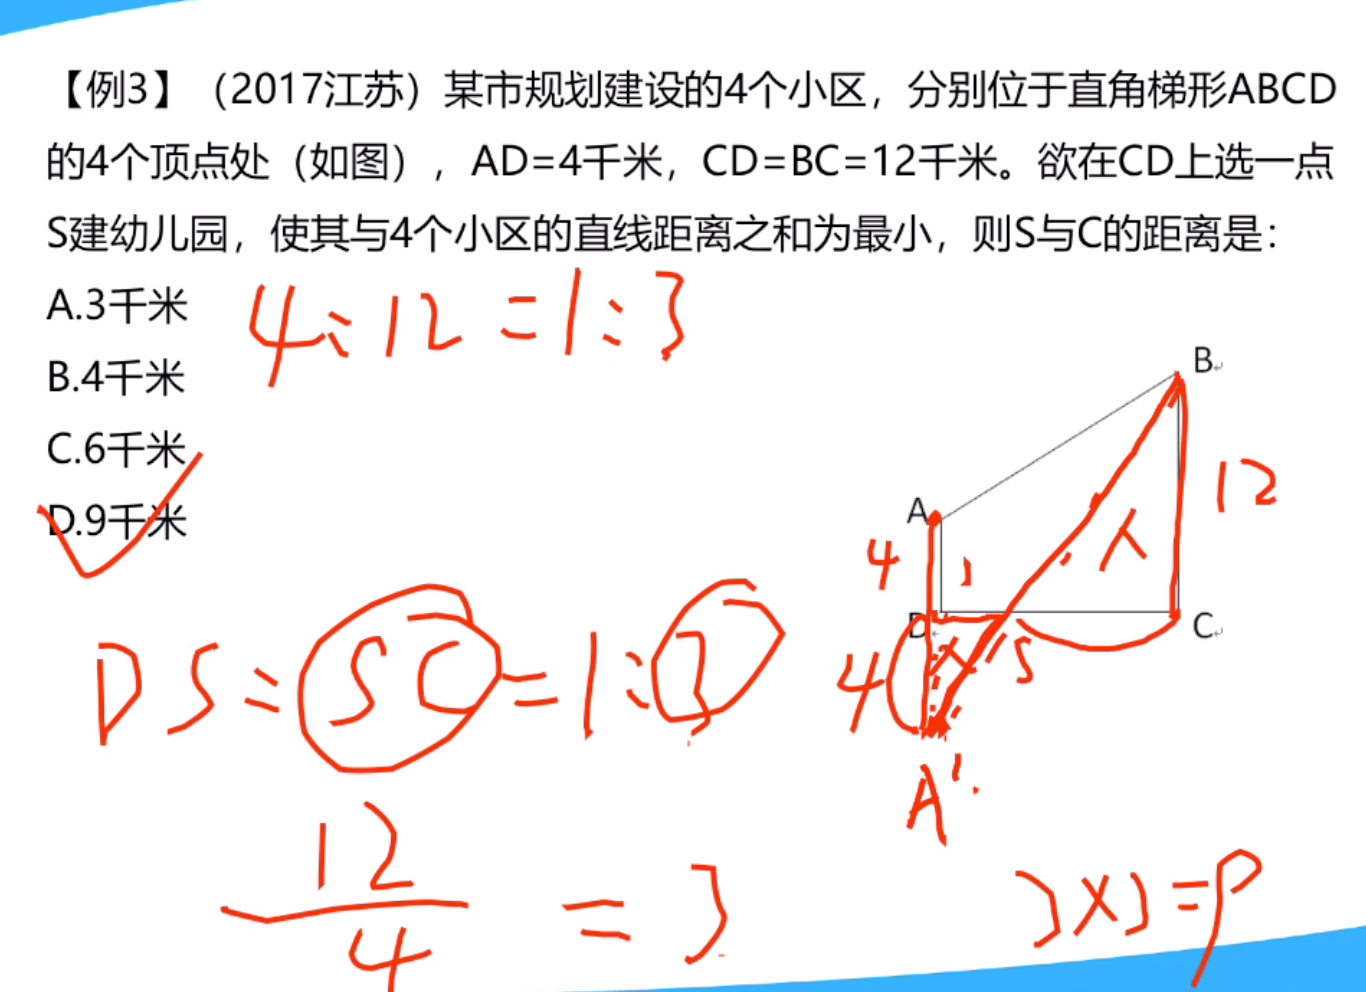 【例3】（2017江苏）某市规划建设的4个小区，分别位于直角梯形ABCD
的4个顶点处（如图），AD=4千米，CD=BC=12千米。欲在CD上选一点
S建幼儿园，使其与4个小区的直线距离之和为最小，则S与C的距离是：
A.3千米
4:12=1:3
B.4千米
B
C.6千米
12
A
D.9千米
4
1
D
C
S
4
DS:SC=1:3
A'
12/4=3
3×3=9